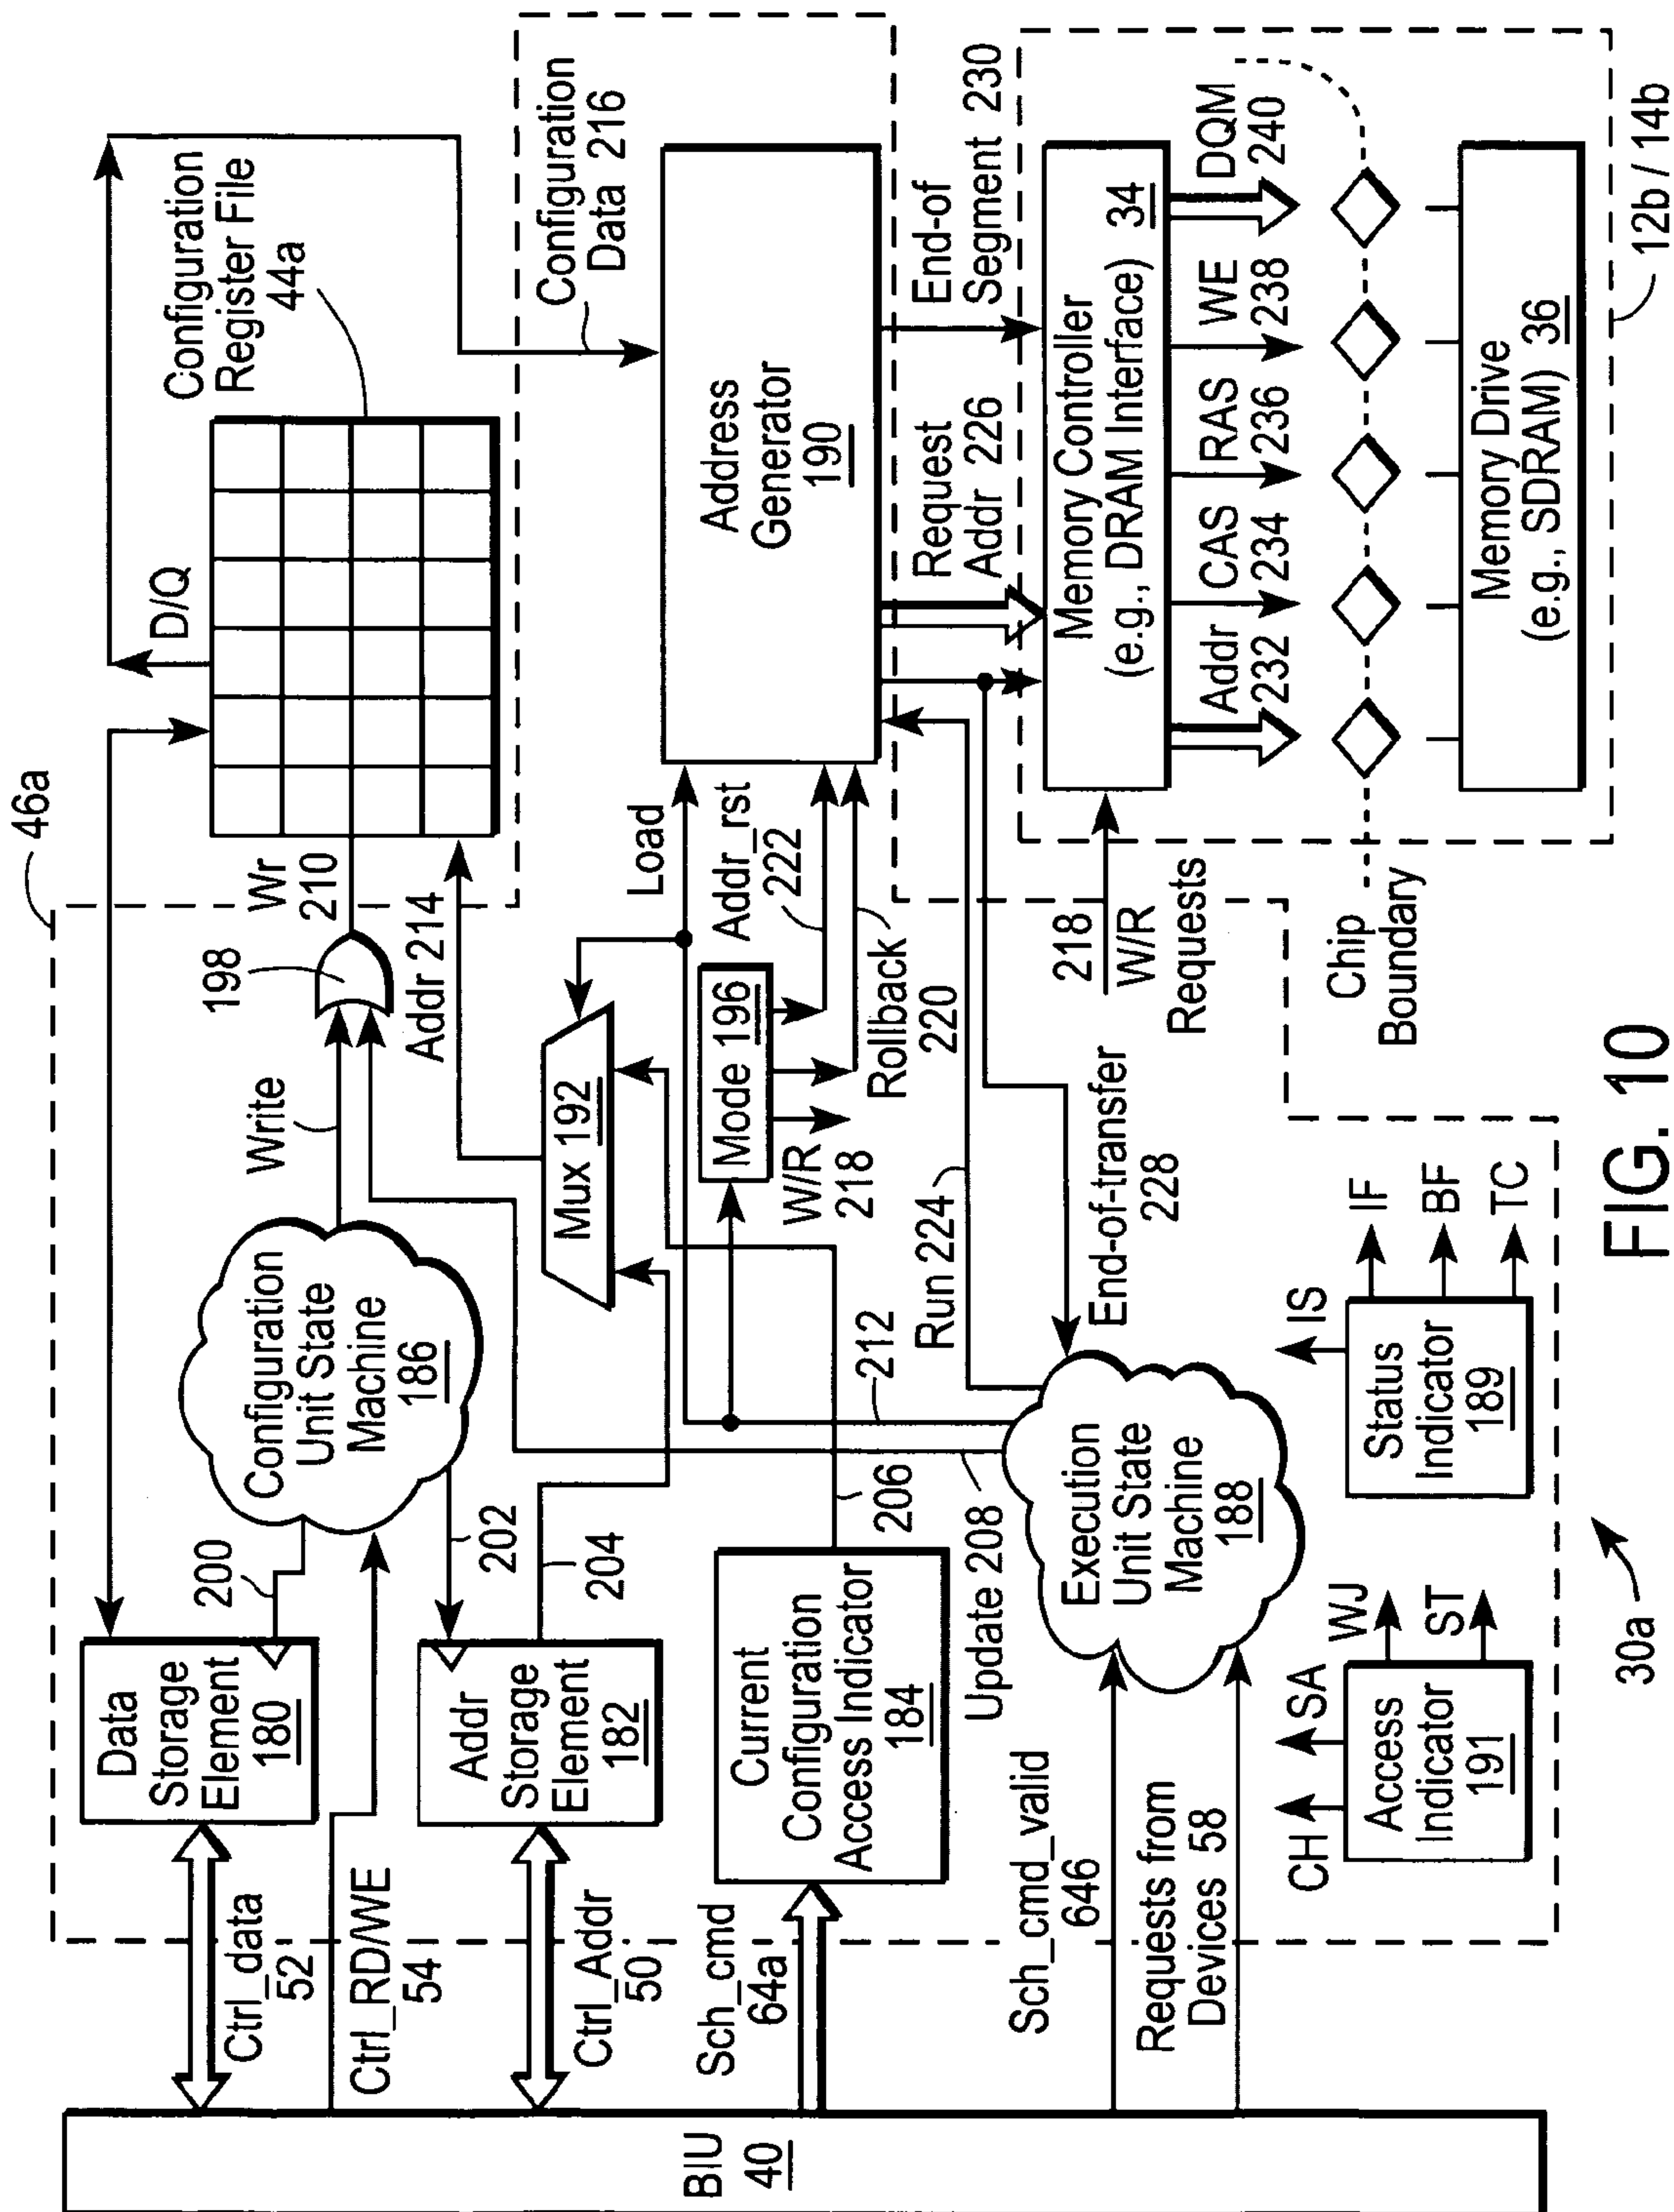 46a
BIU
40
Ctrl_data
52
Ctrl_RD/WE
54
Ctrl_Addr
50
Sch_cmd
64a
Sch_cmd_valid
646
Requests from
Devices 58
Data
Storage
Element
180
200
Addr
Storage
Element
182
202
204
Current
Configuration
Access Indicator
184
206
Update 208
Configuration
Unit State
Machine
186
Write
198
Wr
210
Addr 214
Configuration
Register File
44a
D/Q
Configuration
Data 216
Mux 192
Load
Mode 196
Addr_rst
222
W/R
218
Rollback
220
212
Run 224
End-of-transfer
228
Execution
Unit State
Machine
188
Address
Generator
190
Request
Addr 226
End-of
Segment 230
218
W/R
Requests
Memory Controller
(e.g., DRAM Interface) 34
Addr
232
CAS
234
RAS
236
WE
238
DQM
240
Chip
Boundary
Memory Drive
(e.g., SDRAM) 36
12b / 14b
CH
SA
WJ
ST
Access
Indicator
191
IS
IF
BF
TC
Status
Indicator
189
30a
FIG. 10